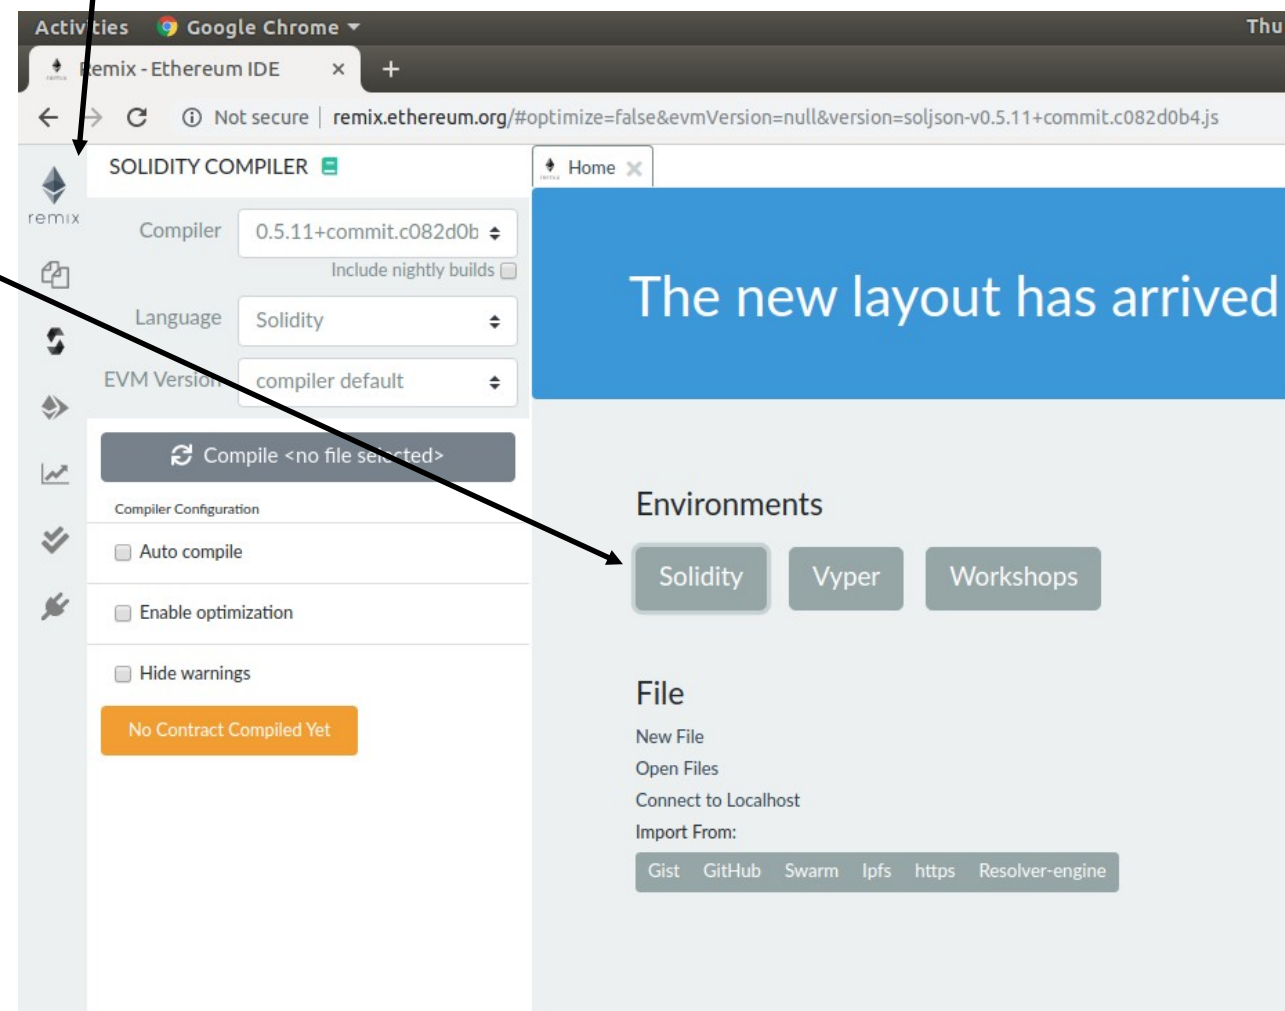 Activities Google Chrome Thu
Remix - Ethereum IDE × +
Not secure | remix.ethereum.org/#optimize=false&evmVersion=null&version=soljson-v0.5.11+commit.c082d0b4.js
remix
SOLIDITY COMPILER
Compiler 0.5.11+commit.c082d0b
Include nightly builds
Language Solidity
EVM Version compiler default
Compile <no file selected>
Compiler Configuration
Auto compile
Enable optimization
Hide warnings
No Contract Compiled Yet
Home ×
The new layout has arrived
Environments
Solidity Vyper Workshops
File
New File
Open Files
Connect to Localhost
Import From:
Gist GitHub Swarm Ipfs https Resolver-engine